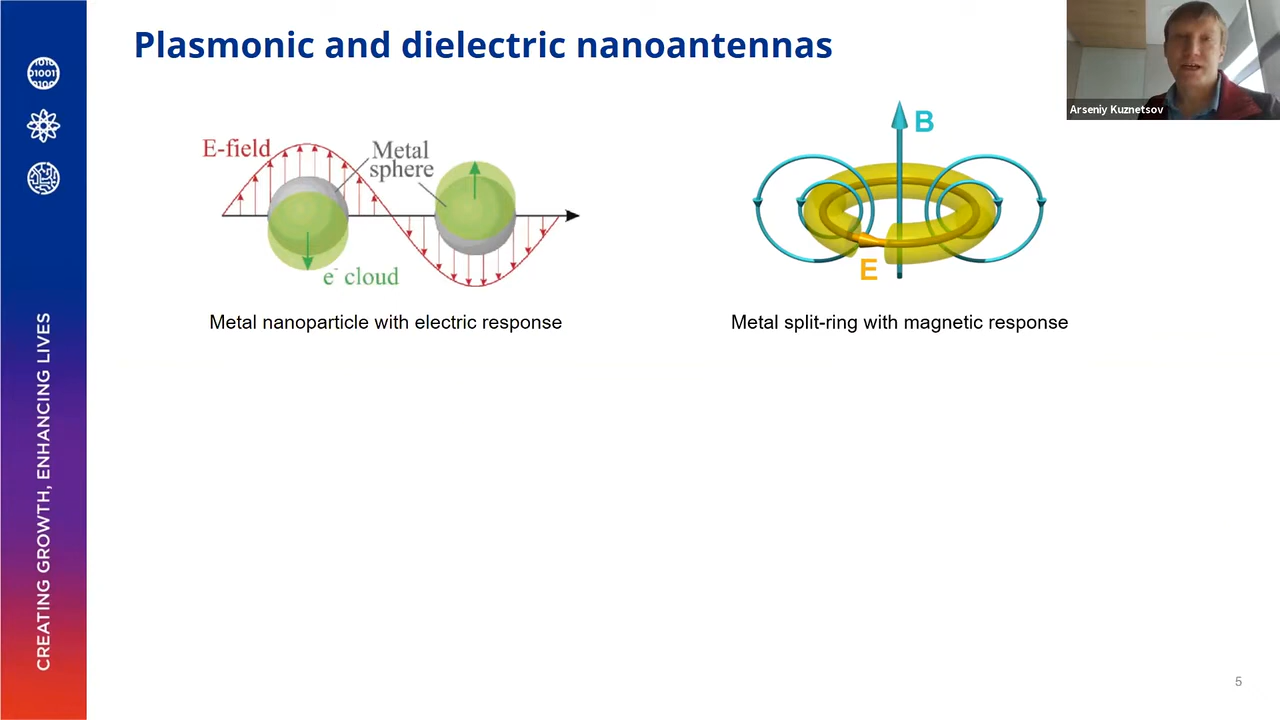 Plasmonic and dielectric nanoantennas
Arseniy Kuznetsov
E-field
Metal
sphere
e⁻ cloud
B
E
Metal nanoparticle with electric response
Metal split-ring with magnetic response
CREATING GROWTH, ENHANCING LIVES
5